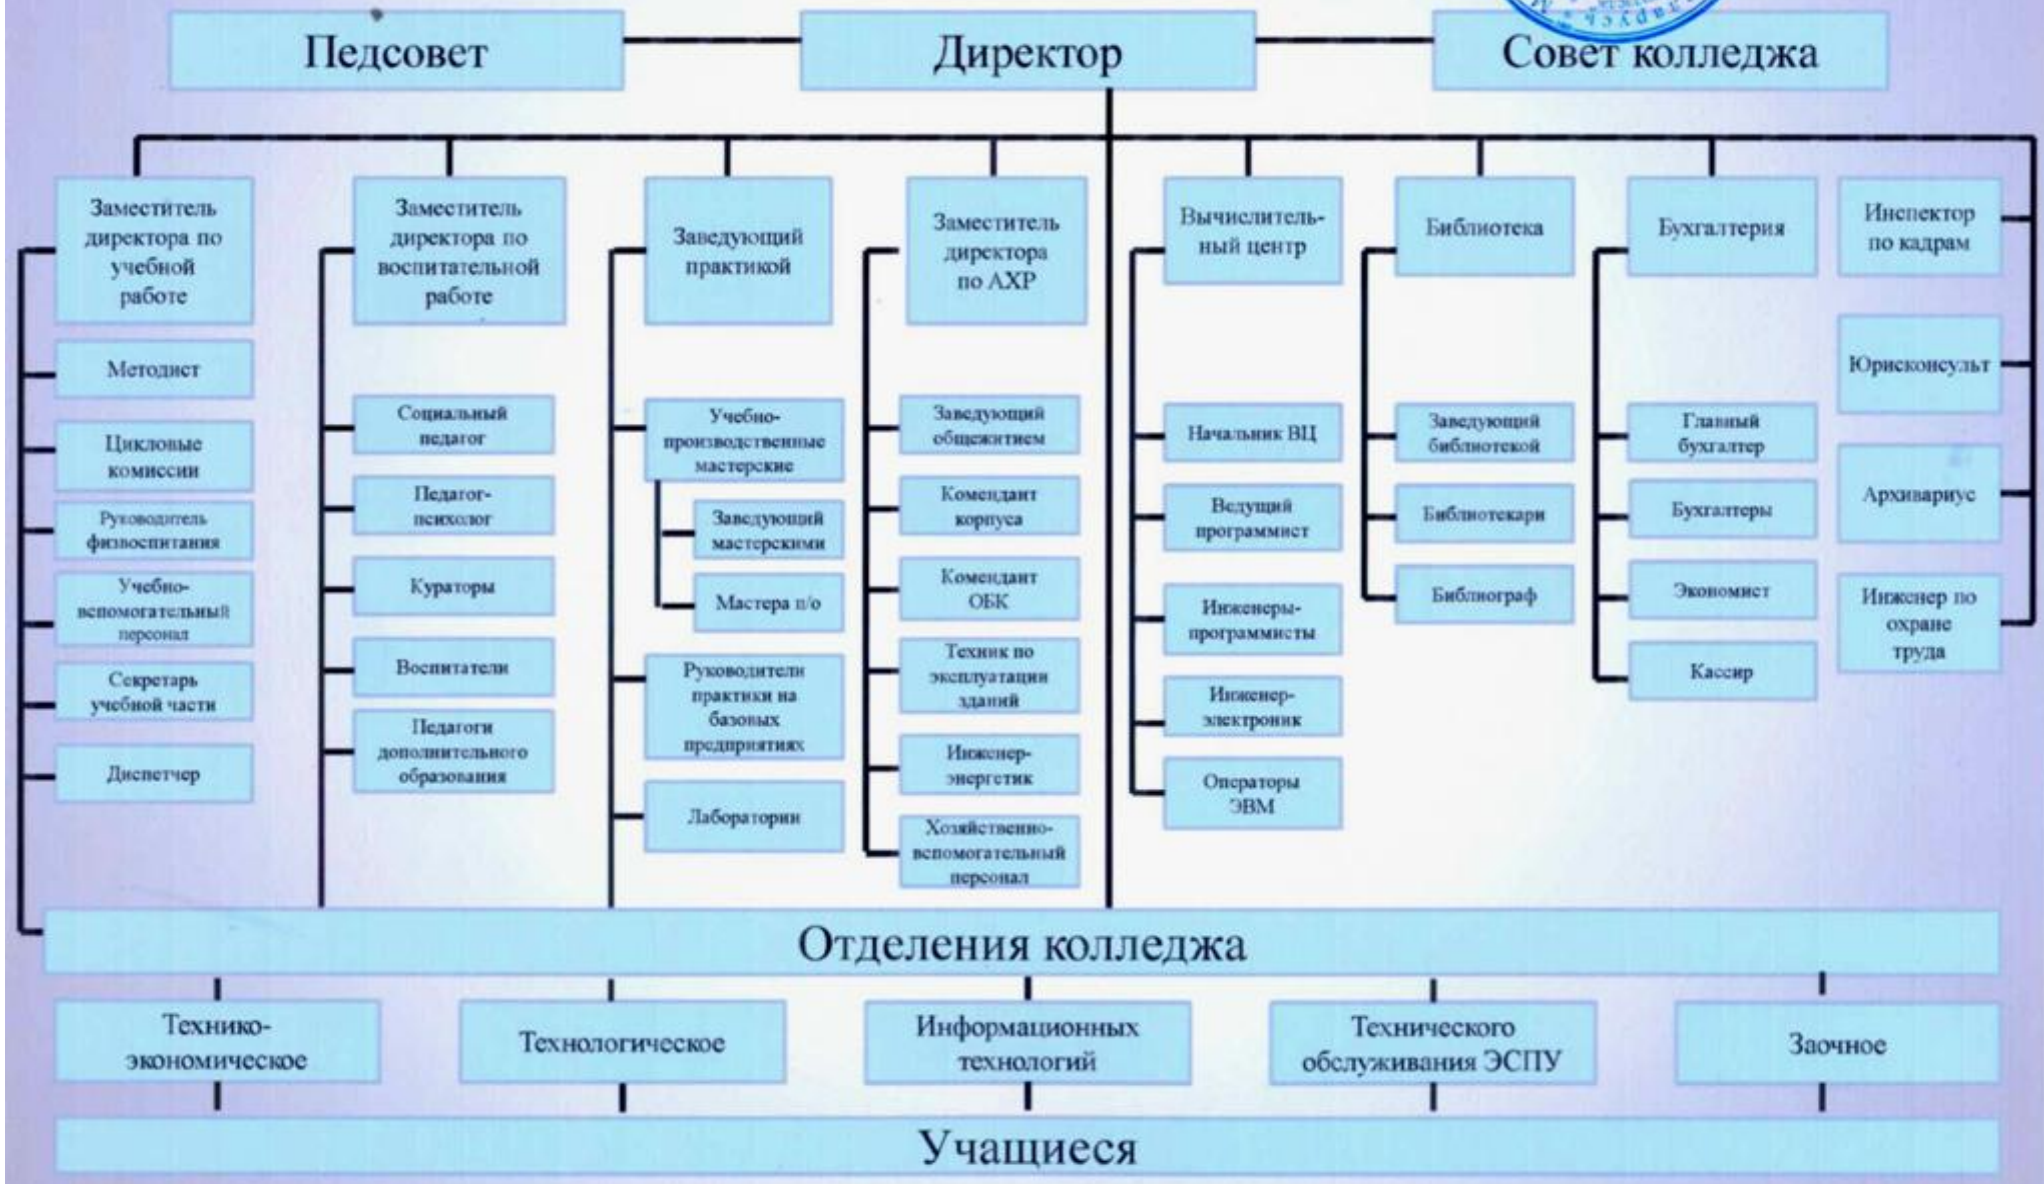 Педсовет
Директор
Совет колледжа
Заместитель
директора по
учебной
работе
Методист
Цикловые
комиссии
Руководитель
физвоспитания
Учебно-
вспомогательный
персонал
Секретарь
учебной части
Диспетчер
Заместитель
директора по
воспитательной
работе
Социальный
педагог
Педагог-
психолог
Кураторы
Воспитатели
Педагоги
дополнительного
образования
Заведующий
практикой
Учебно-
производственные
мастерские
Заведующий
мастерскими
Мастера п/о
Руководители
практики на
базовых
предприятиях
Лаборатории
Заместитель
директора
по АХР
Заведующий
общежитием
Комендант
корпуса
Комендант
ОБК
Техник по
эксплуатации
зданий
Инженер-
энергетик
Хозяйственно-
вспомогательный
персонал
Вычислитель-
ный центр
Начальник ВЦ
Ведущий
программист
Инженеры-
программисты
Инженер-
электроник
Операторы
ЭВМ
Библиотека
Заведующий
библиотекой
Библиотекари
Библиограф
Бухгалтерия
Главный
бухгалтер
Бухгалтеры
Экономист
Кассир
Инспектор
по кадрам
Юрисконсульт
Архивариус
Инженер по
охране
труда
Отделения колледжа
Технико-
экономическое
Технологическое
Информационных
технологий
Технического
обслуживания ЭСПУ
Заочное
Учащиеся